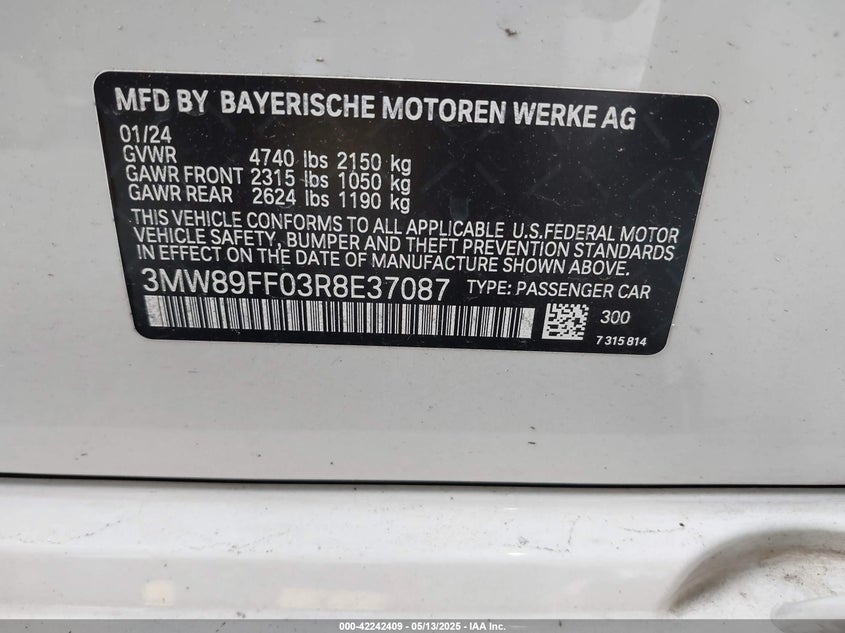 MFD BY BAYERISCHE MOTOREN WERKE AG
01/24
GVWR 4740 lbs 2150 kg
GAWR FRONT 2315 lbs 1050 kg
GAWR REAR 2624 lbs 1190 kg
THIS VEHICLE CONFORMS TO ALL APPLICABLE U.S.FEDERAL MOTOR
VEHICLE SAFETY, BUMPER AND THEFT PREVENTION STANDARDS
IN EFFECT ON THE DATE OF MANUFACTURE SHOWN ABOVE.
3MW89FF03R8E37087 TYPE: PASSENGER CAR
300
7 315 814
000-42242409 - 05/13/2025 - IAA Inc.